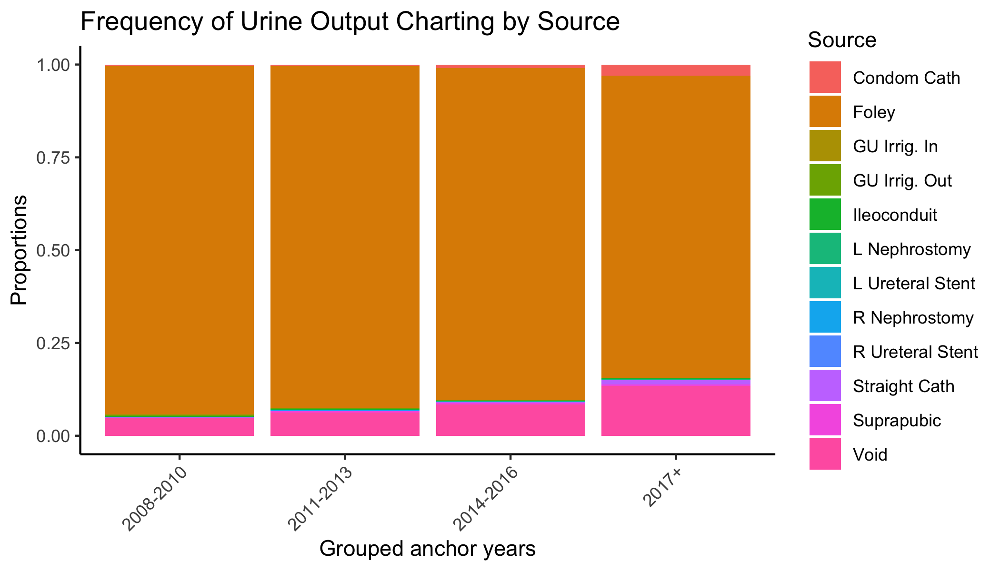 Frequency of Urine Output Charting by Source
Proportions
1.00
0.75
0.50
0.25
0.00
2008-2010
2011-2013
2014-2016
2017+
Grouped anchor years
Source
Condom Cath
Foley
GU Irrig. In
GU Irrig. Out
Ileoconduit
L Nephrostomy
L Ureteral Stent
R Nephrostomy
R Ureteral Stent
Straight Cath
Suprapubic
Void